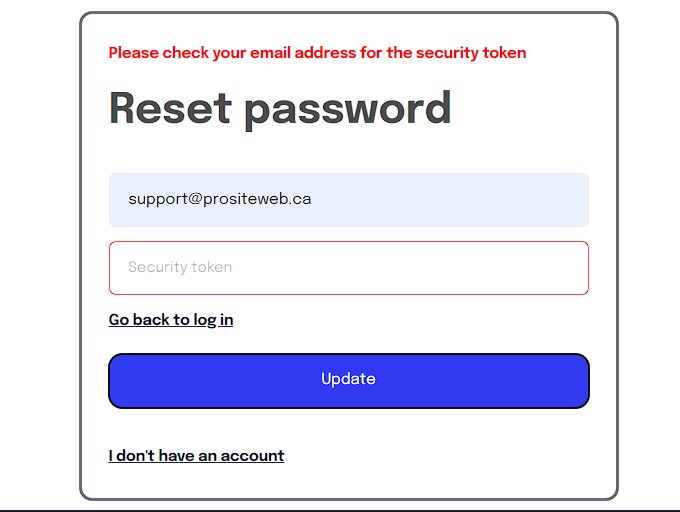 Please check your email address for the security token
Reset password
support@prositeweb.ca
Security token
Go back to log in
Update
I don't have an account